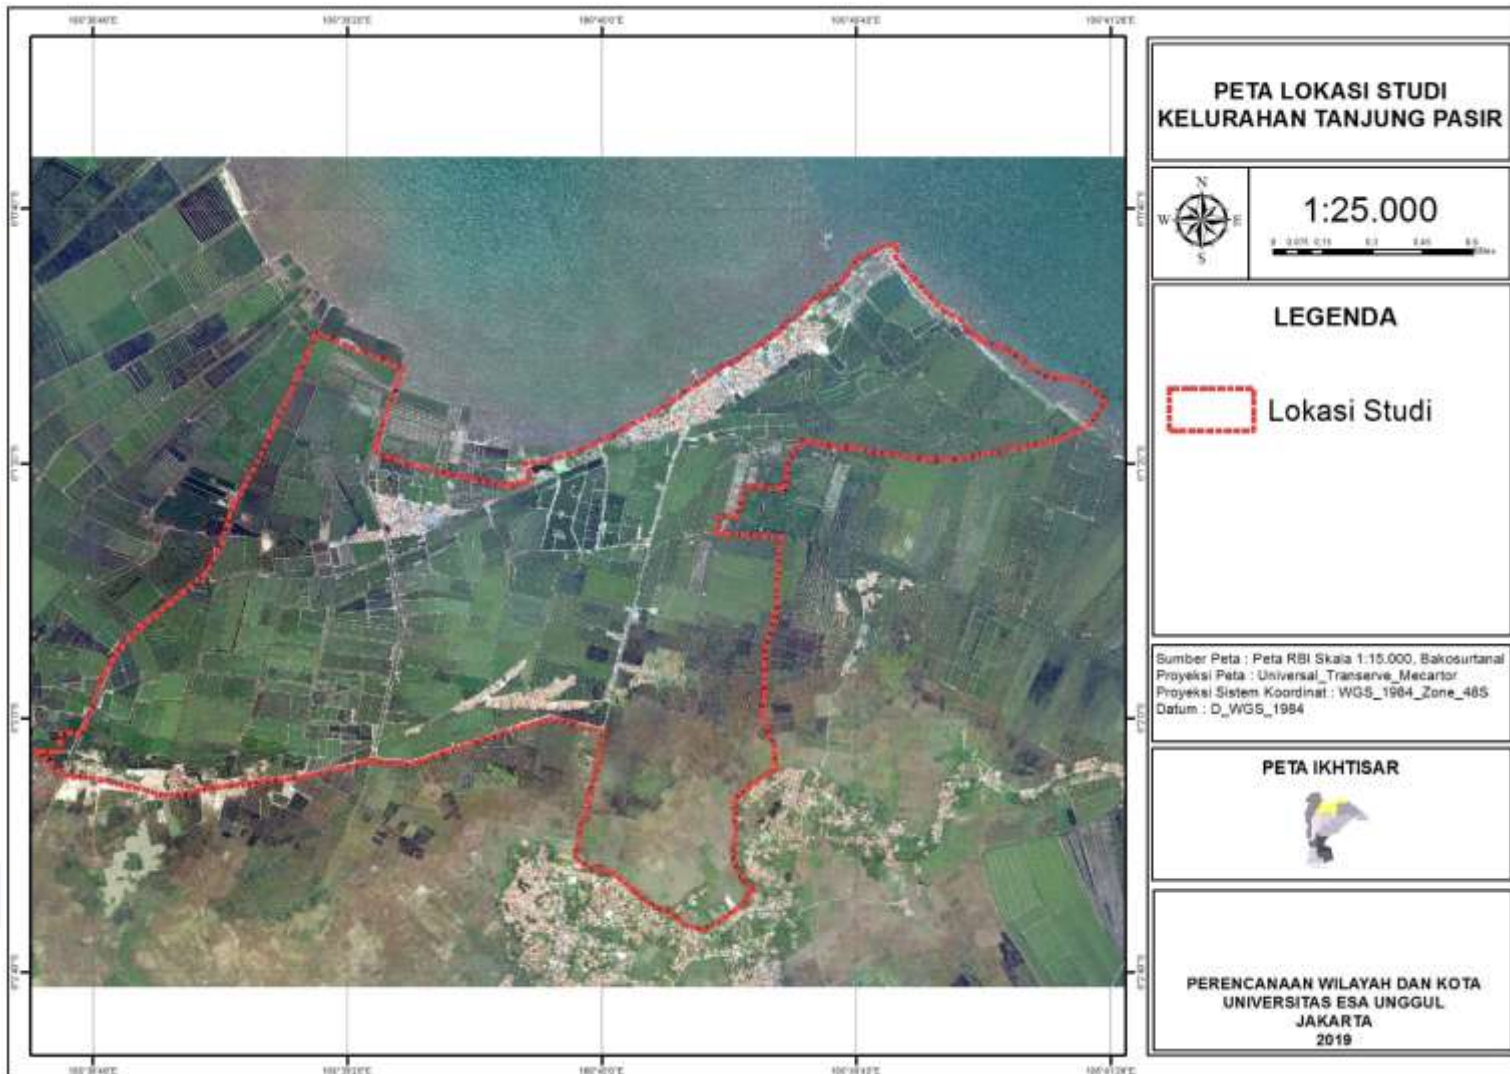 PETA LOKASI STUDI
KELURAHAN TANJUNG PASIR
N
W E
S
1:25.000
LEGENDA
Lokasi Studi
Sumber Peta : Peta RBI Skala 1:15.000, Bakosurtanal
Proyeksi Peta : Universal_Transerve_Mecartor
Proyeksi Sistem Koordinat : WGS_1984_Zone_48S
Datum : D_WGS_1984
PETA IKHTISAR
PERENCANAAN WILAYAH DAN KOTA
UNIVERSITAS ESA UNGGUL
JAKARTA
2019